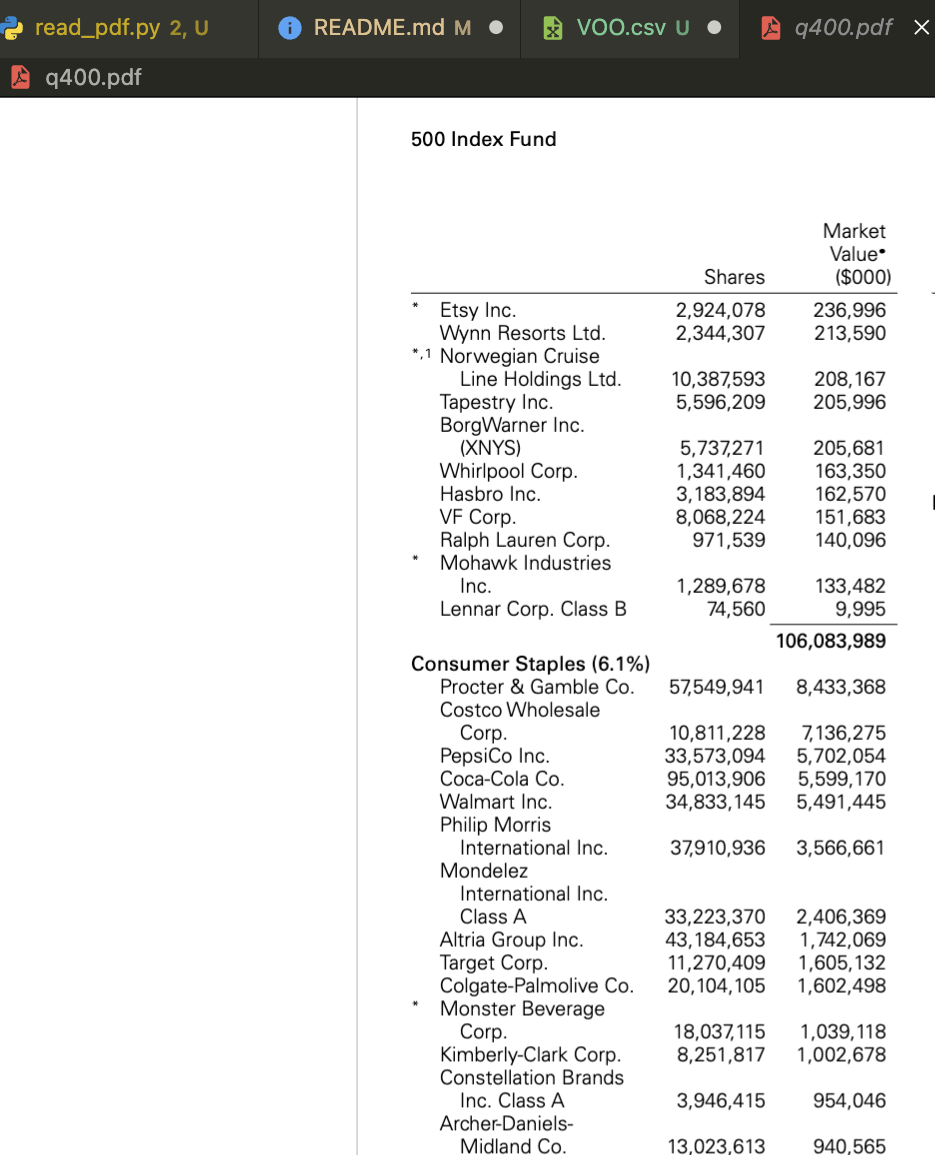 read_pdf.py 2, U
README.md M
VOO.csv U
q400.pdf
q400.pdf
500 Index Fund
Market
Value•
Shares ($000)
* Etsy Inc. 2,924,078 236,996
Wynn Resorts Ltd. 2,344,307 213,590
*,1 Norwegian Cruise
Line Holdings Ltd. 10,387,593 208,167
Tapestry Inc. 5,596,209 205,996
BorgWarner Inc.
(XNYS) 5,737,271 205,681
Whirlpool Corp. 1,341,460 163,350
Hasbro Inc. 3,183,894 162,570
VF Corp. 8,068,224 151,683
Ralph Lauren Corp. 971,539 140,096
* Mohawk Industries
Inc. 1,289,678 133,482
Lennar Corp. Class B 74,560 9,995
106,083,989
Consumer Staples (6.1%)
Procter & Gamble Co. 57,549,941 8,433,368
Costco Wholesale
Corp. 10,811,228 7,136,275
PepsiCo Inc. 33,573,094 5,702,054
Coca-Cola Co. 95,013,906 5,599,170
Walmart Inc. 34,833,145 5,491,445
Philip Morris
International Inc. 37,910,936 3,566,661
Mondelez
International Inc.
Class A 33,223,370 2,406,369
Altria Group Inc. 43,184,653 1,742,069
Target Corp. 11,270,409 1,605,132
Colgate-Palmolive Co. 20,104,105 1,602,498
* Monster Beverage
Corp. 18,037,115 1,039,118
Kimberly-Clark Corp. 8,251,817 1,002,678
Constellation Brands
Inc. Class A 3,946,415 954,046
Archer-Daniels-
Midland Co. 13,023,613 940,565